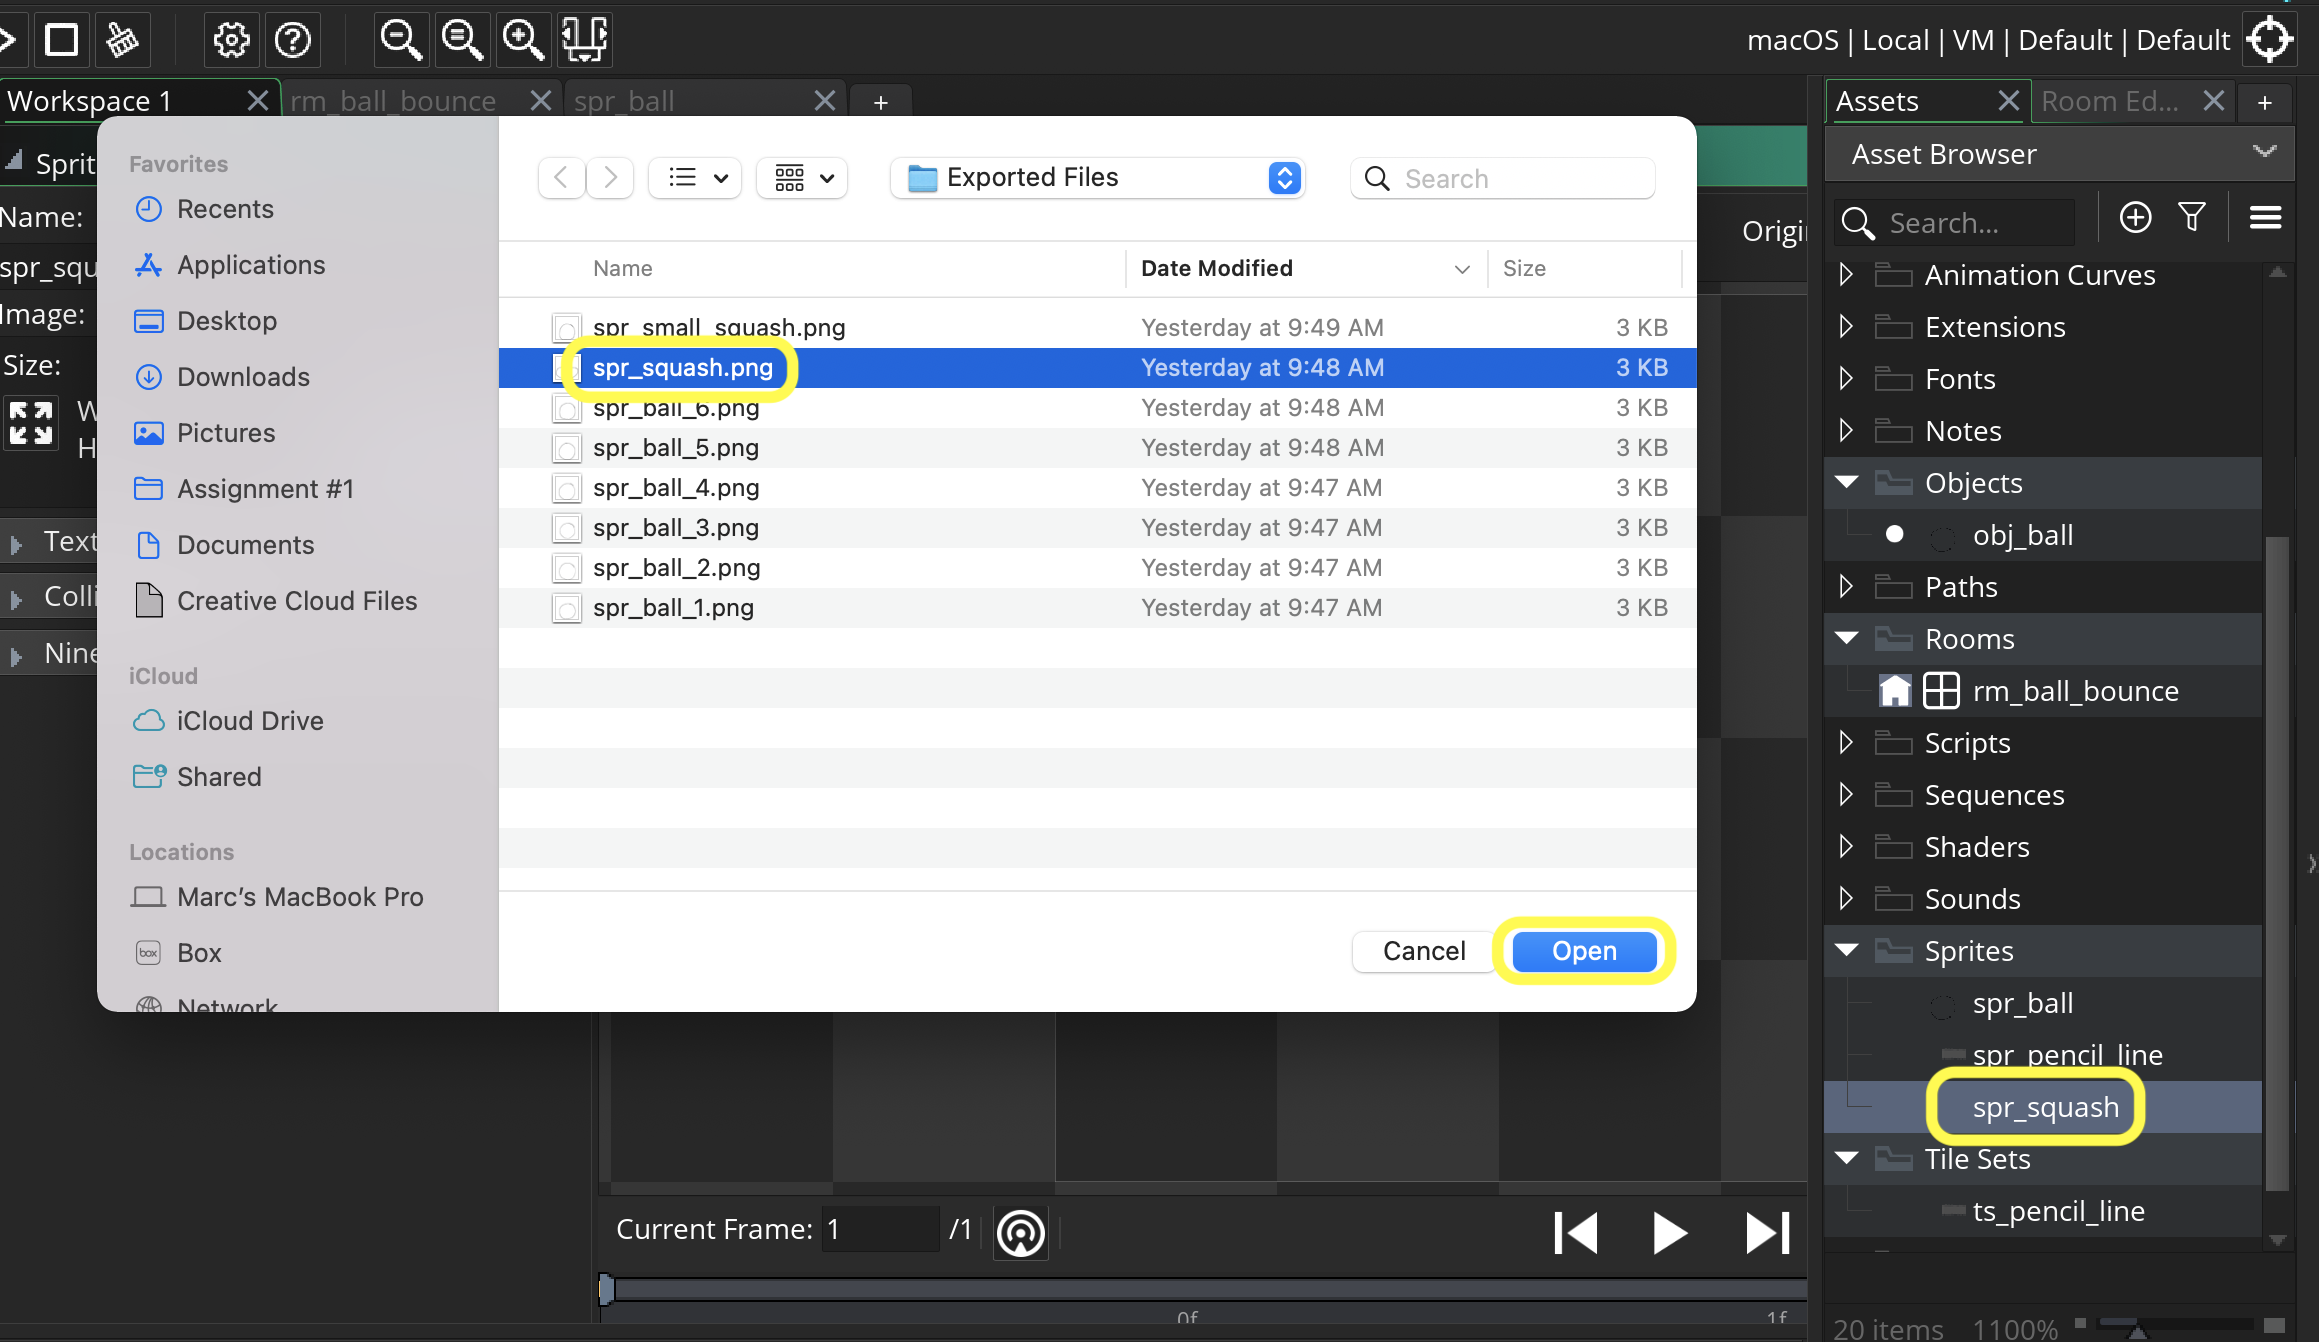 macOS | Local | VM | Default | Default
Workspace 1
rm_ball_bounce
spr_ball
+
Assets
Room Ed...
+
Sprit
Name:
spr_squ
Image:
Size:
W
H
Text
Colli
Nine
Favorites
Recents
Applications
Desktop
Downloads
Pictures
Assignment #1
Documents
Creative Cloud Files
iCloud
iCloud Drive
Shared
Locations
Marc's MacBook Pro
box
Box
Network
Exported Files
Search
Name
Date Modified
Size
spr_small_squash.png Yesterday at 9:49 AM 3 KB
spr_squash.png Yesterday at 9:48 AM 3 KB
spr_ball_6.png Yesterday at 9:48 AM 3 KB
spr_ball_5.png Yesterday at 9:48 AM 3 KB
spr_ball_4.png Yesterday at 9:47 AM 3 KB
spr_ball_3.png Yesterday at 9:47 AM 3 KB
spr_ball_2.png Yesterday at 9:47 AM 3 KB
spr_ball_1.png Yesterday at 9:47 AM 3 KB
Cancel
Open
Origi
Current Frame: 1 /1
0f
1f
Asset Browser
Search...
Animation Curves
Extensions
Fonts
Notes
Objects
obj_ball
Paths
Rooms
rm_ball_bounce
Scripts
Sequences
Shaders
Sounds
Sprites
spr_ball
spr_pencil_line
spr_squash
Tile Sets
ts_pencil_line
20 items 1100%